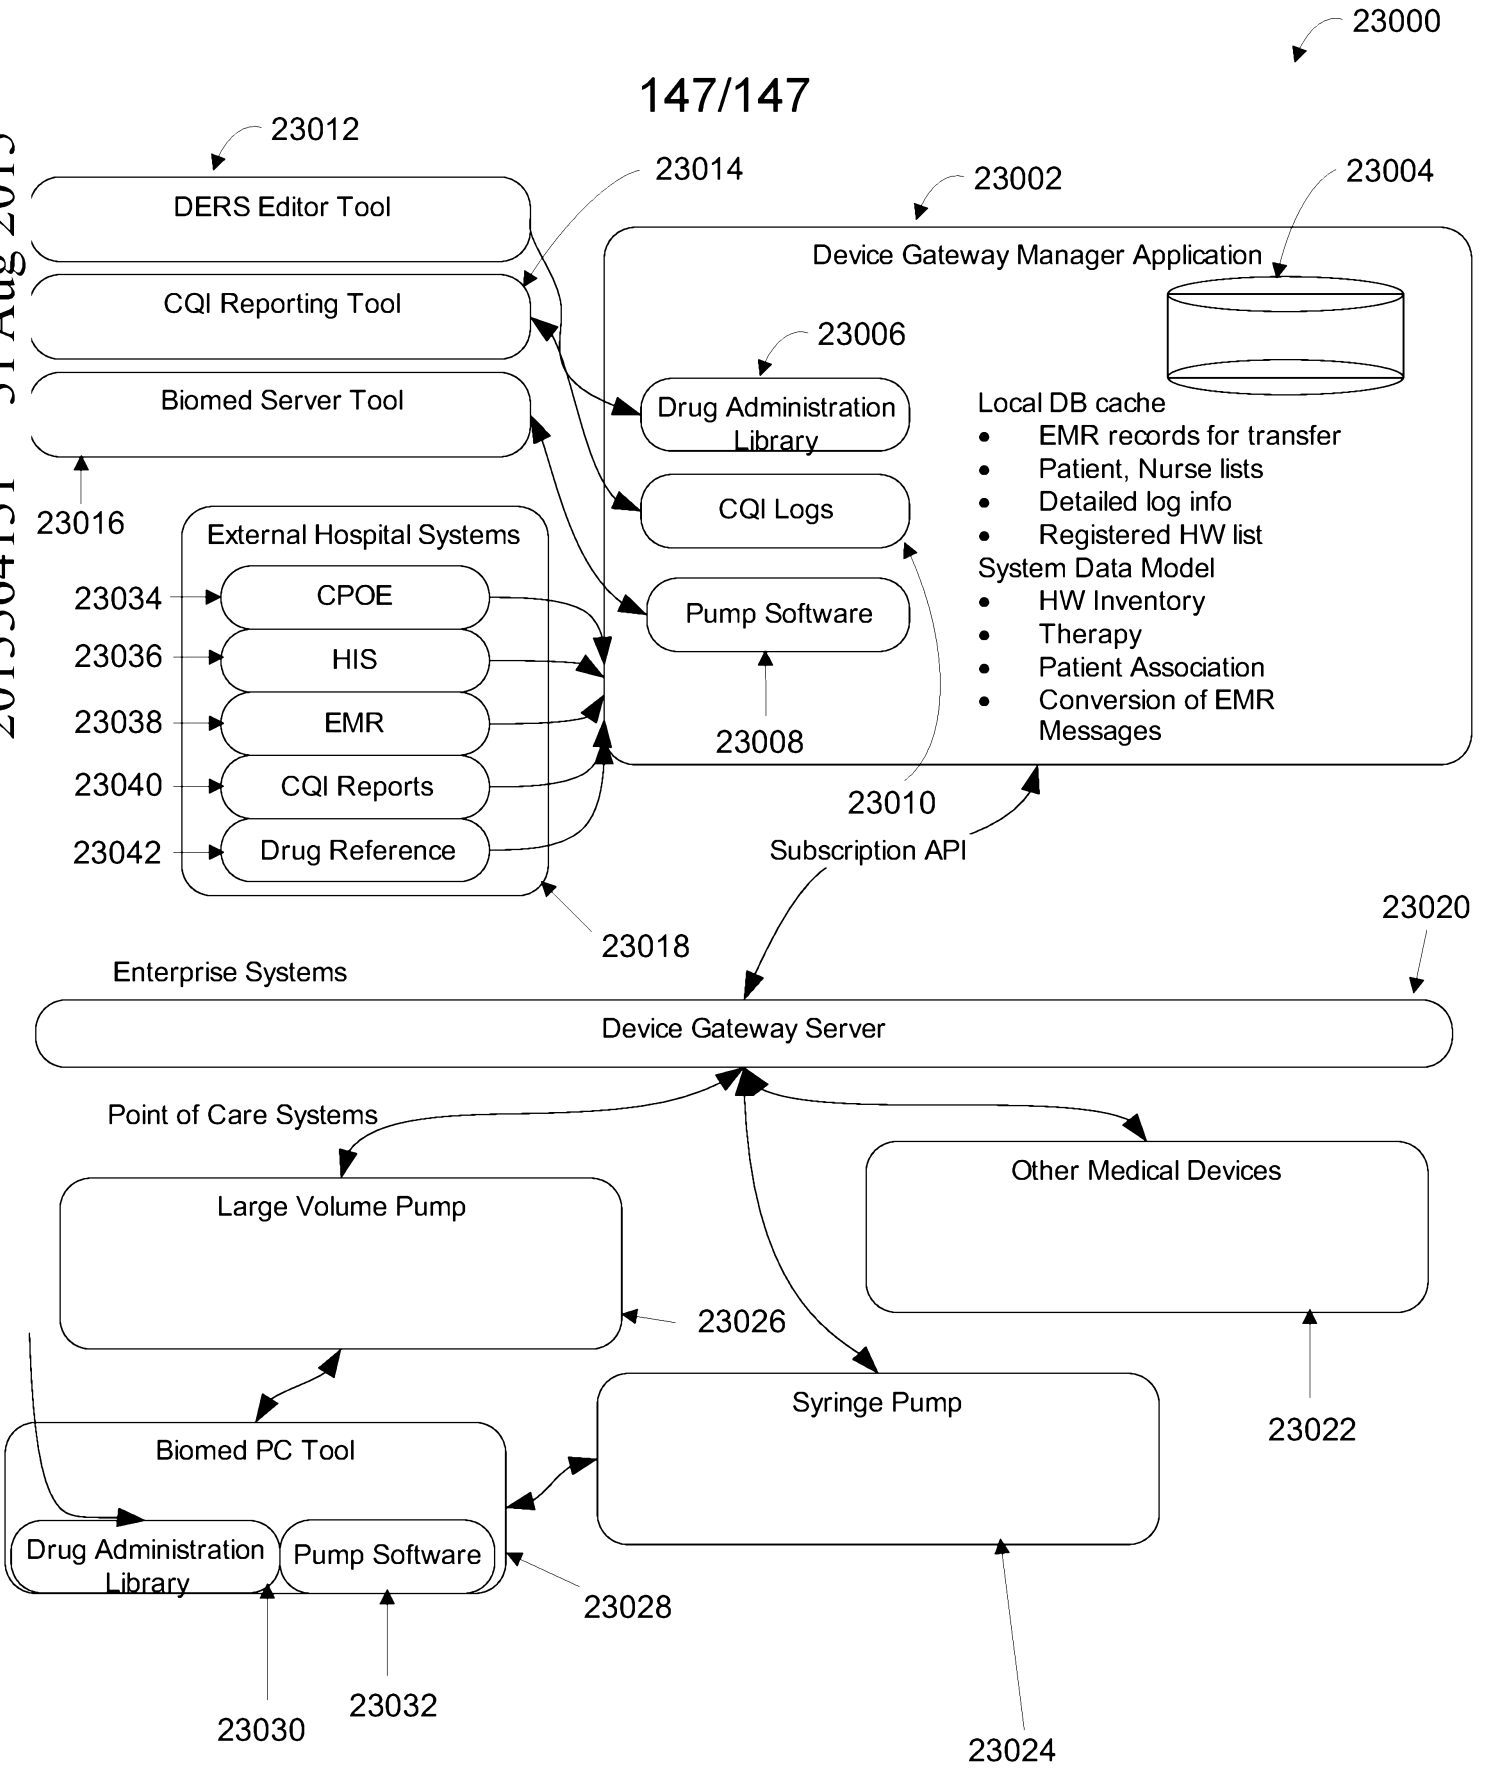 23000
147/147
23012
23014
23002
23004
DERS Editor Tool
CQI Reporting Tool
Biomed Server Tool
23016
Device Gateway Manager Application
23006
Drug Administration
Library
CQI Logs
Pump Software
23008
23010
Local DB cache
● EMR records for transfer
● Patient, Nurse lists
● Detailed log info
● Registered HW list
System Data Model
● HW Inventory
● Therapy
● Patient Association
● Conversion of EMR
Messages
External Hospital Systems
23034
CPOE
23036
HIS
23038
EMR
23040
CQI Reports
23042
Drug Reference
23018
Subscription API
23020
Enterprise Systems
Device Gateway Server
Point of Care Systems
Large Volume Pump
23026
Other Medical Devices
23022
Syringe Pump
23024
Biomed PC Tool
Drug Administration
Library
Pump Software
23028
23030
23032